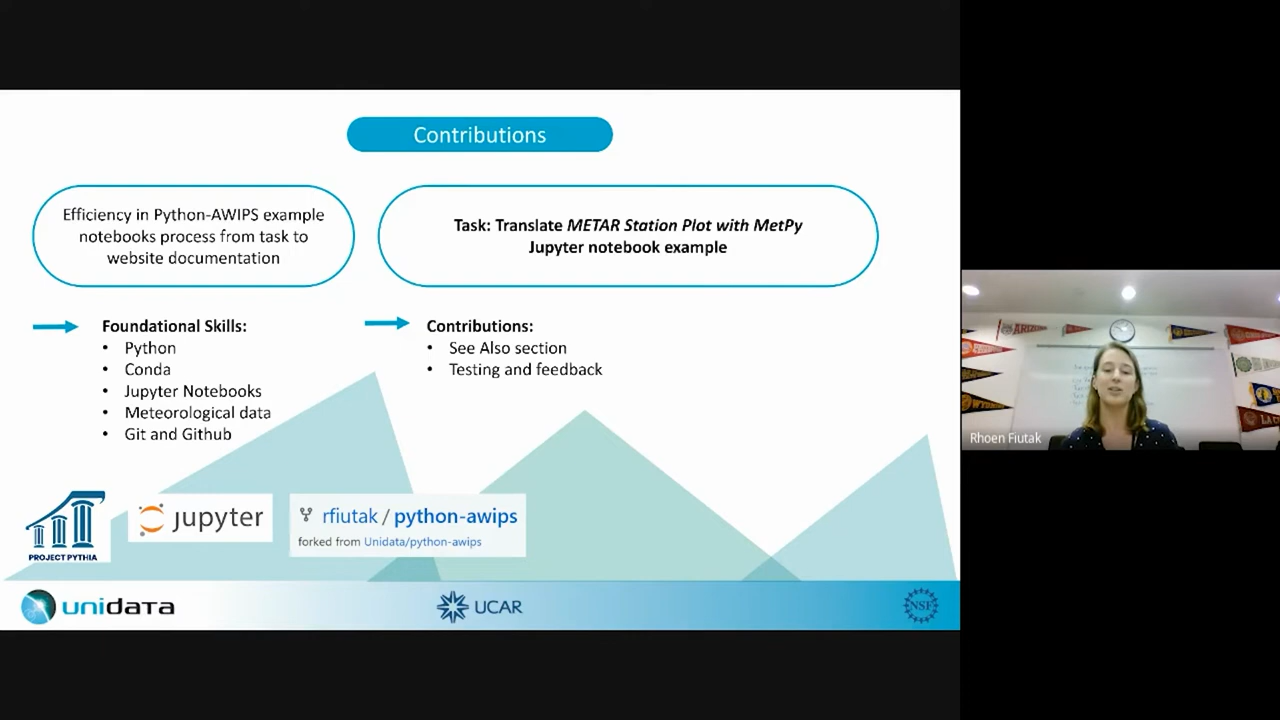 Contributions
Efficiency in Python-AWIPS example
notebooks process from task to
website documentation
Task: Translate METAR Station Plot with MetPy
Jupyter notebook example
Foundational Skills:
• Python
• Conda
• Jupyter Notebooks
• Meteorological data
• Git and Github
Contributions:
• See Also section
• Testing and feedback
PROJECT PYTHIA
jupyter
rfiutak / python-awips
forked from Unidata/python-awips
unidata
UCAR
NSF
ARIZON
Rhoen Fiutak